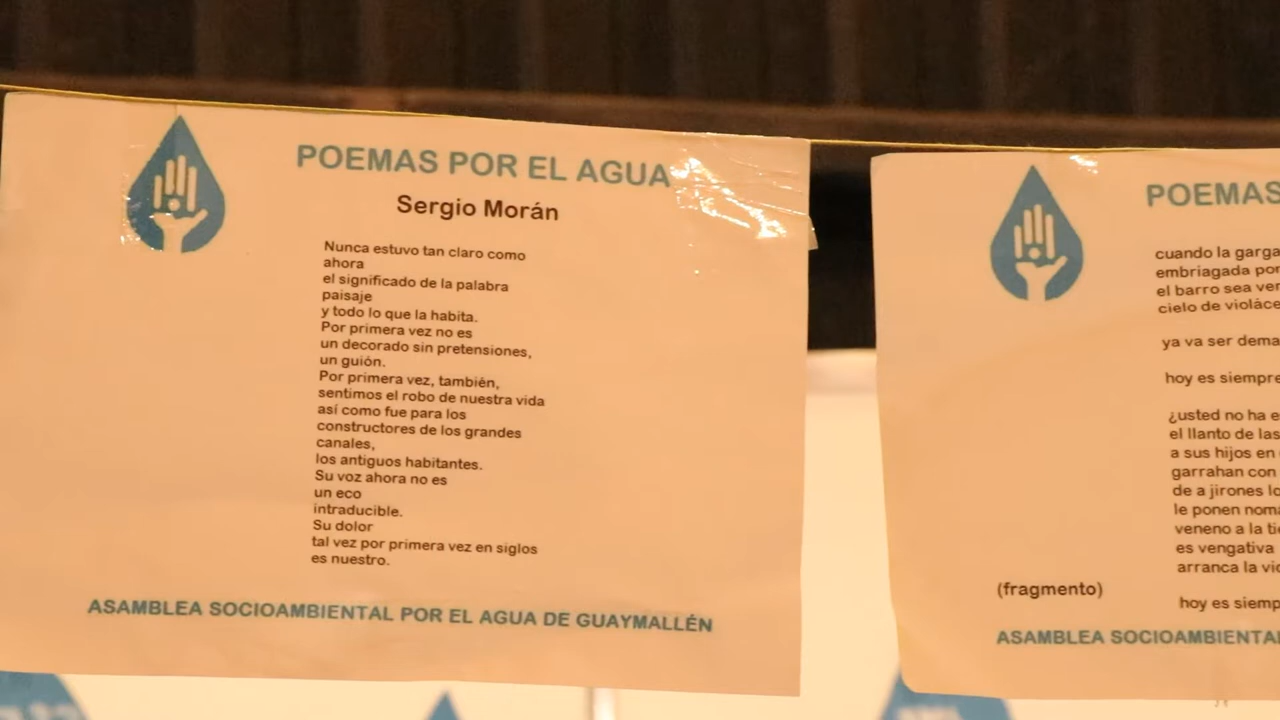 POEMAS POR EL AGUA
Sergio Morán
Nunca estuvo tan claro como
ahora
el significado de la palabra
paisaje
y todo lo que la habita.
Por primera vez no es
un decorado sin pretensiones,
un guión.
Por primera vez, también,
sentimos el robo de nuestra vida
así como fue para los
constructores de los grandes
canales,
los antiguos habitantes.
Su voz ahora no es
un eco
intraducible.
Su dolor
tal vez por primera vez en siglos
es nuestro.
ASAMBLEA SOCIOAMBIENTAL POR EL AGUA DE GUAYMALLÉN
POEMAS
cuando la garga
embriagada por
el barro sea ver
cielo de violáce
ya va ser dema
hoy es siempre
¿usted no ha e
el llanto de las
a sus hijos en
garrahan con
de a jirones lo
le ponen noma
veneno a la tie
es vengativa
arranca la vic
(fragmento)
hoy es siemp
ASAMBLEA SOCIOAMBIENTAL